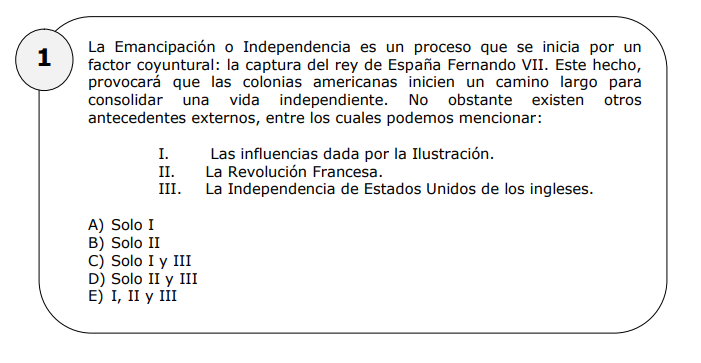 1
La Emancipación o Independencia es un proceso que se inicia por un
factor coyuntural: la captura del rey de España Fernando VII. Este hecho,
provocará que las colonias americanas inicien un camino largo para
consolidar una vida independiente. No obstante existen otros
antecedentes externos, entre los cuales podemos mencionar:
I. Las influencias dada por la Ilustración.
II. La Revolución Francesa.
III. La Independencia de Estados Unidos de los ingleses.
A) Solo I
B) Solo II
C) Solo I y III
D) Solo II y III
E) I, II y III